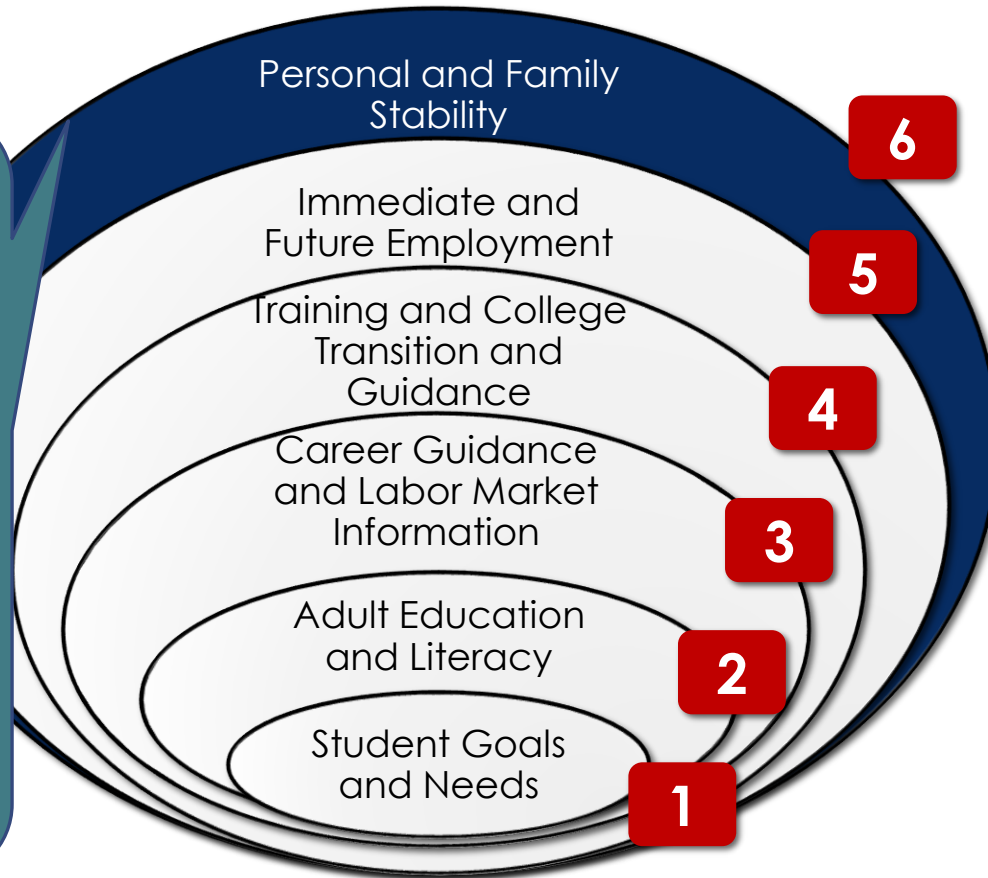 Personal and Family
Stability
6
Immediate and
Future Employment
5
Training and College
Transition and
Guidance
4
Career Guidance
and Labor Market
Information
3
Adult Education
and Literacy
2
Student Goals
and Needs
1